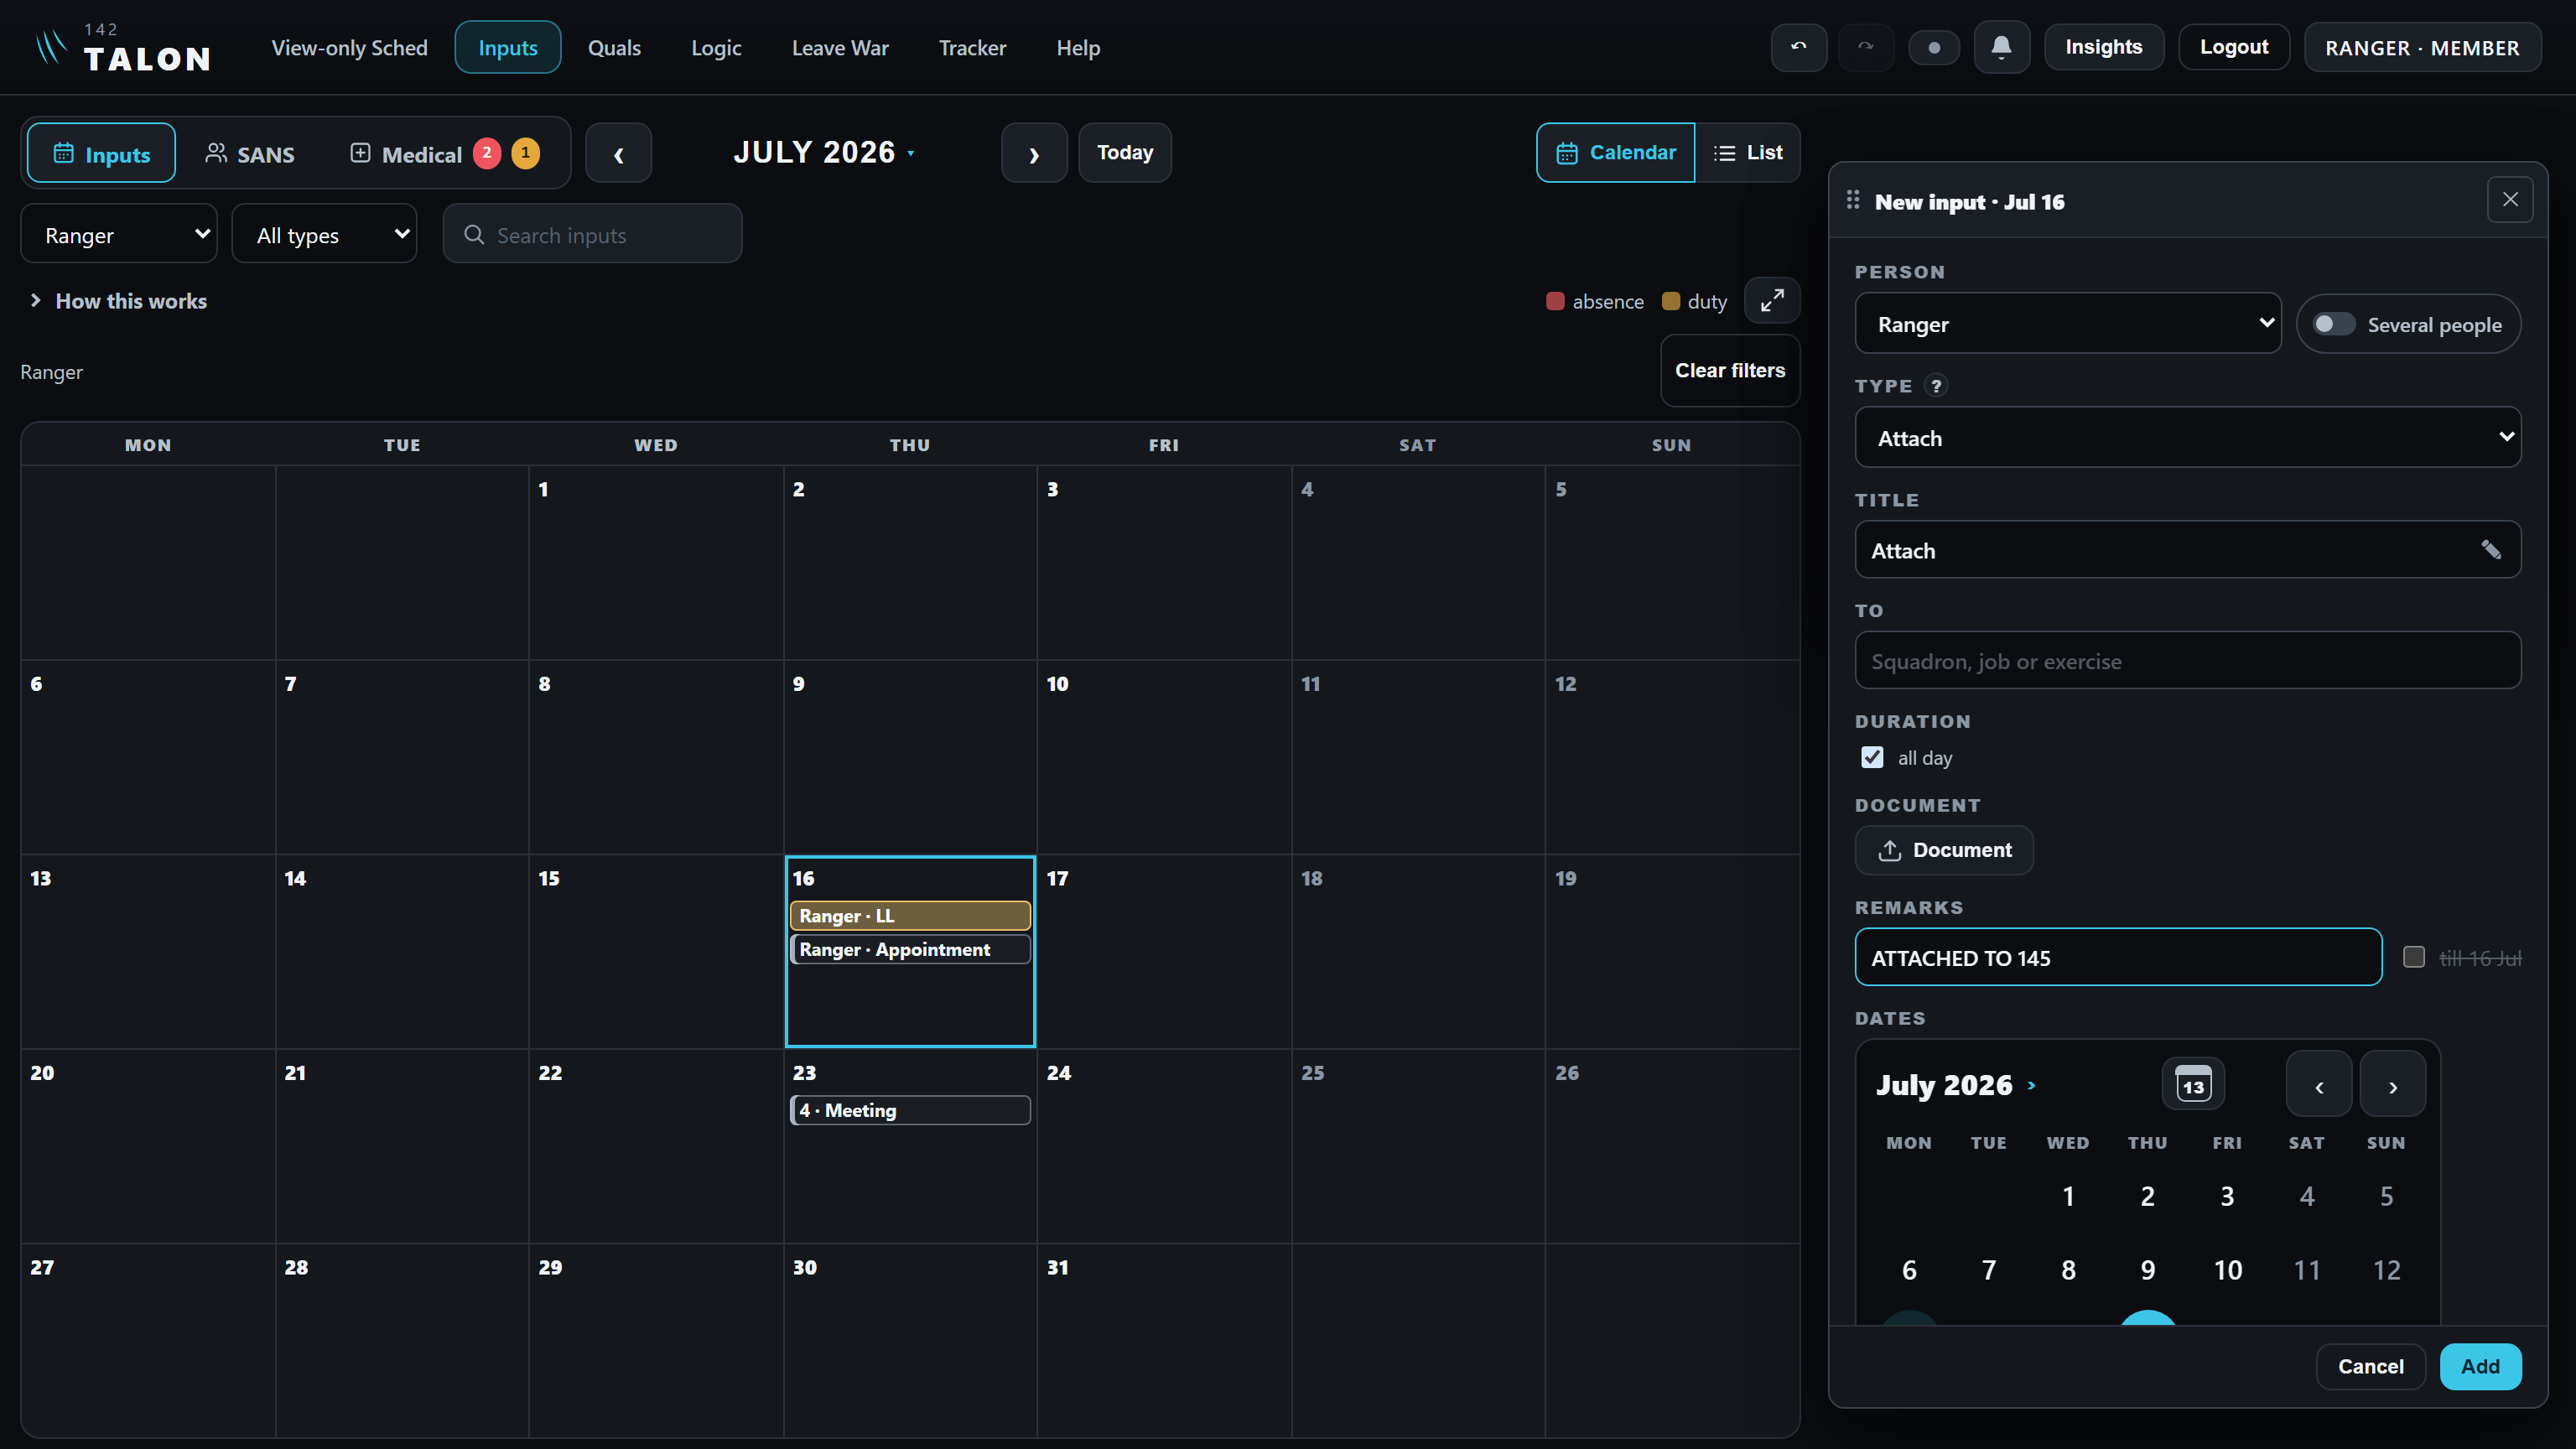 142
TALON
View-only Sched
Inputs
Quals
Logic
Leave War
Tracker
Help
Insights
Logout
RANGER · MEMBER
Inputs
SANS
Medical 2 1
JULY 2026
Today
Calendar
List
Ranger
All types
Search inputs
How this works
absence
duty
Ranger
Clear filters
MON TUE WED THU FRI SAT SUN
1 2 3 4 5
6 7 8 9 10 11 12
13 14 15 16 17 18 19
Ranger · LL
Ranger · Appointment
20 21 22 23 24 25 26
4 · Meeting
27 28 29 30 31
New input · Jul 16
PERSON
Ranger
Several people
TYPE ?
Attach
TITLE
Attach
TO
Squadron, job or exercise
DURATION
all day
DOCUMENT
Document
REMARKS
ATTACHED TO 145
till 16 Jul
DATES
July 2026
13
MON TUE WED THU FRI SAT SUN
1 2 3 4 5
6 7 8 9 10 11 12
Cancel
Add